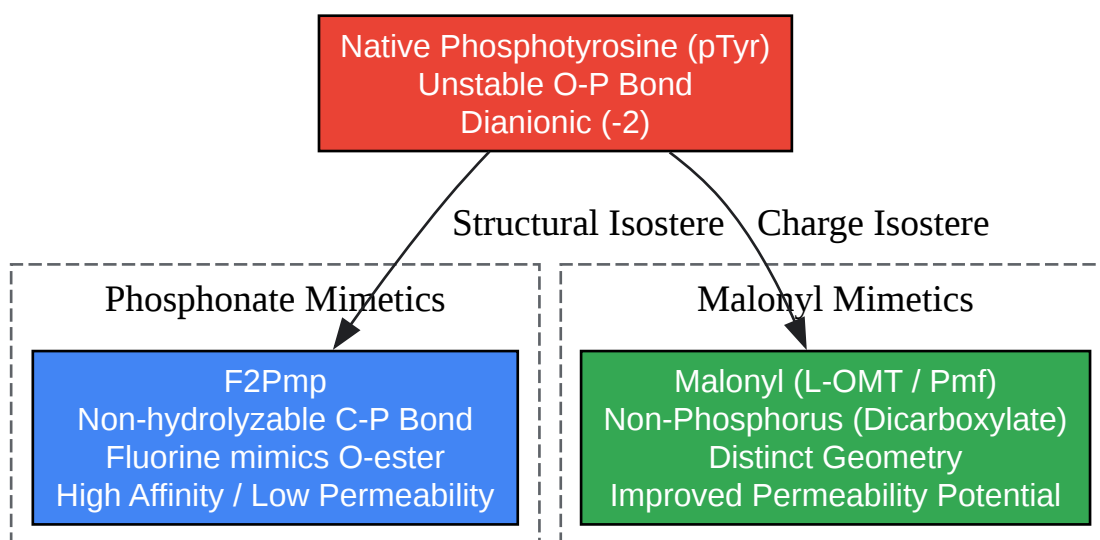 Native Phosphotyrosine (pTyr)
Unstable O-P Bond
Dianionic (-2)
Structural Isostere
Charge Isostere
Phosphonate Mimetics
F2Pmp
Non-hydrolyzable C-P Bond
Fluorine mimics O-ester
High Affinity / Low Permeability
Malonyl Mimetics
Malonyl (L-OMT / Pmf)
Non-Phosphorus (Dicarboxylate)
Distinct Geometry
Improved Permeability Potential